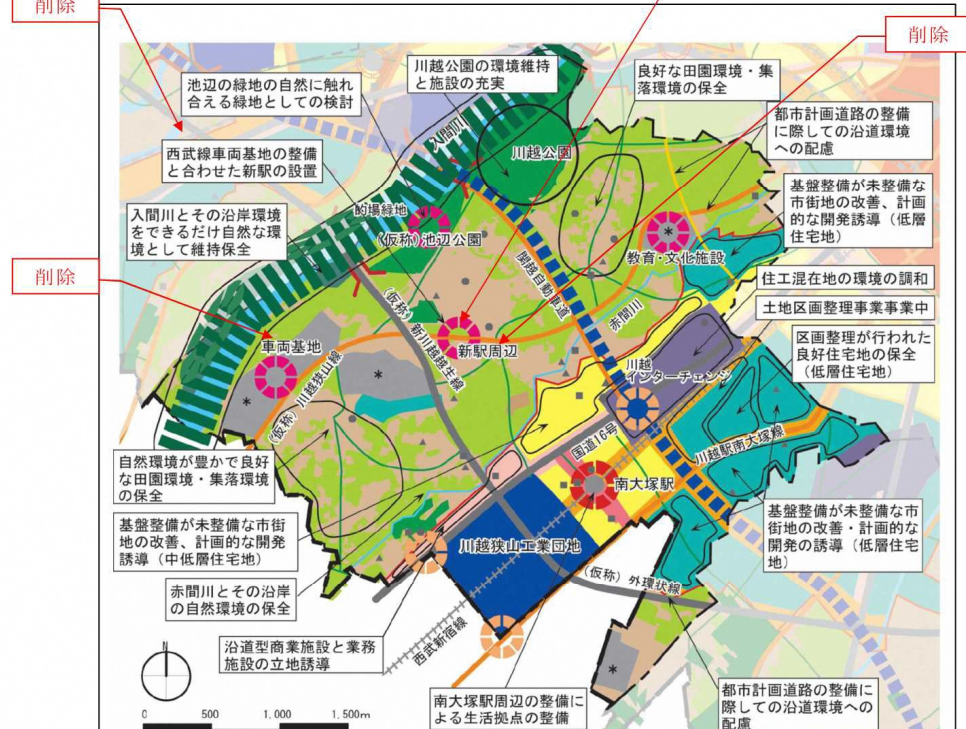 削除
削除
川越公園の環境維持
と施設の充実
良好な田園環境・集
落環境の保全
池辺の緑地の自然に触れ
合える緑地としての検討
都市計画道路の整備
に際しての沿道環境
への配慮
入間川
川越公園
西武線車両基地の整備
と合わせた新駅の設置
基盤整備が未整備な
市街地の改善、計画
的な開発誘導（低層
住宅地）
入間川とその沿岸環境
をできるだけ自然な環
境として維持保全
的場緑地
（仮称）池辺公園
教育・文化施設
関越自動車道
住工混在地の環境の調和
削除
（仮称）新川越越生線
赤間川
土地区画整理事業事業中
区画整理が行われた
良好住宅地の保全
（低層住宅地）
車両基地
新駅周辺
川越
インターチェンジ
（仮称）川越狭山線
国道16号
川越駅南大塚線
自然環境が豊かで良好
な田園環境・集落環境
の保全
南大塚駅
基盤整備が未整備な市
街地の改善・計画的な
開発の誘導（低層住宅
地）
基盤整備が未整備な市街
地の改善、計画的な開発
誘導（中低層住宅地）
川越狭山工業団地
（仮称）外環状線
赤間川とその沿岸
の自然環境の保全
西武新宿線
沿道型商業施設と業務
施設の立地誘導
N
南大塚駅周辺の整備に
よる生活拠点の整備
都市計画道路の整備に
際しての沿道環境への
配慮
0 500 1,000 1,500m